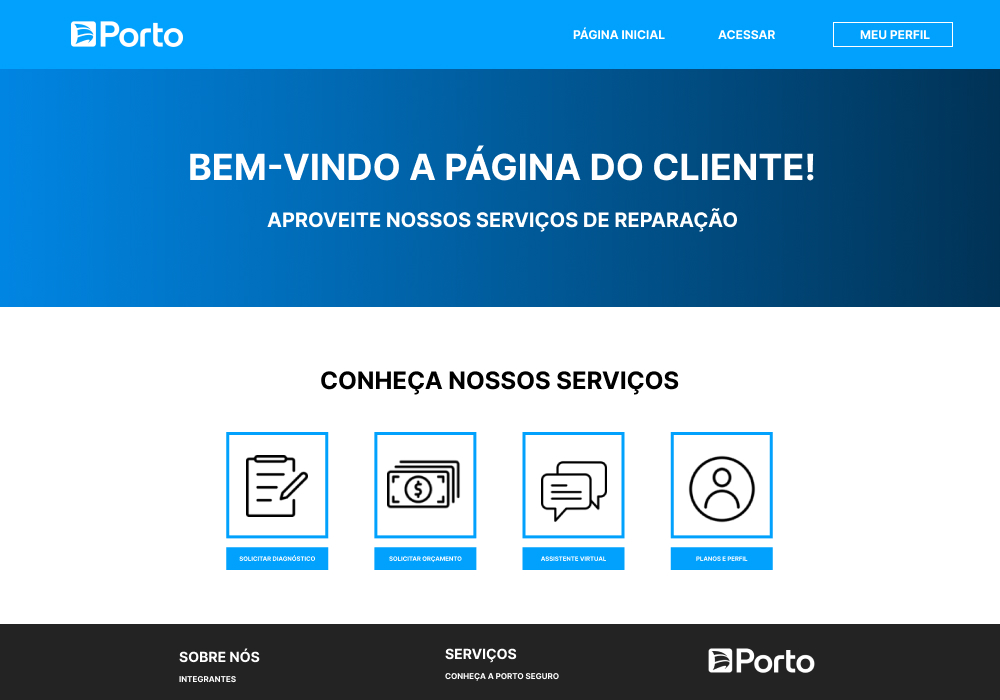 Porto
PÁGINA INICIAL
ACESSAR
MEU PERFIL
BEM-VINDO A PÁGINA DO CLIENTE!
APROVEITE NOSSOS SERVIÇOS DE REPARAÇÃO
CONHEÇA NOSSOS SERVIÇOS
$
SOLICITAR DIAGNÓSTICO
SOLICITAR ORÇAMENTO
ASSISTENTE VIRTUAL
PLANOS E PERFIL
SOBRE NÓS
INTEGRANTES
SERVIÇOS
CONHEÇA A PORTO SEGURO
Porto